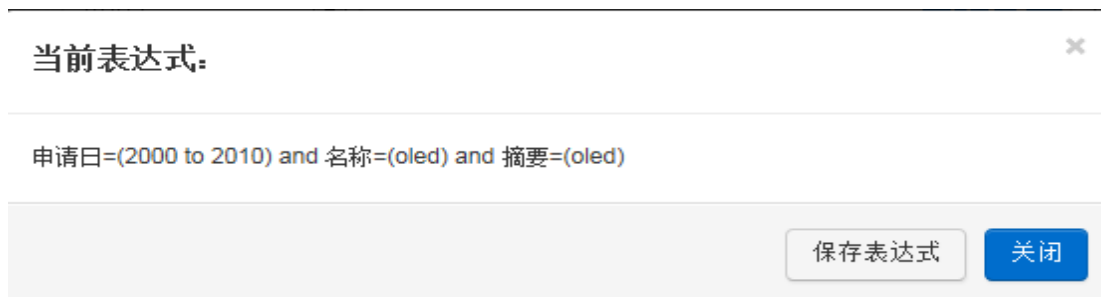 当前表达式：
×
申请日=(2000 to 2010) and 名称=(oled) and 摘要=(oled)
保存表达式
关闭